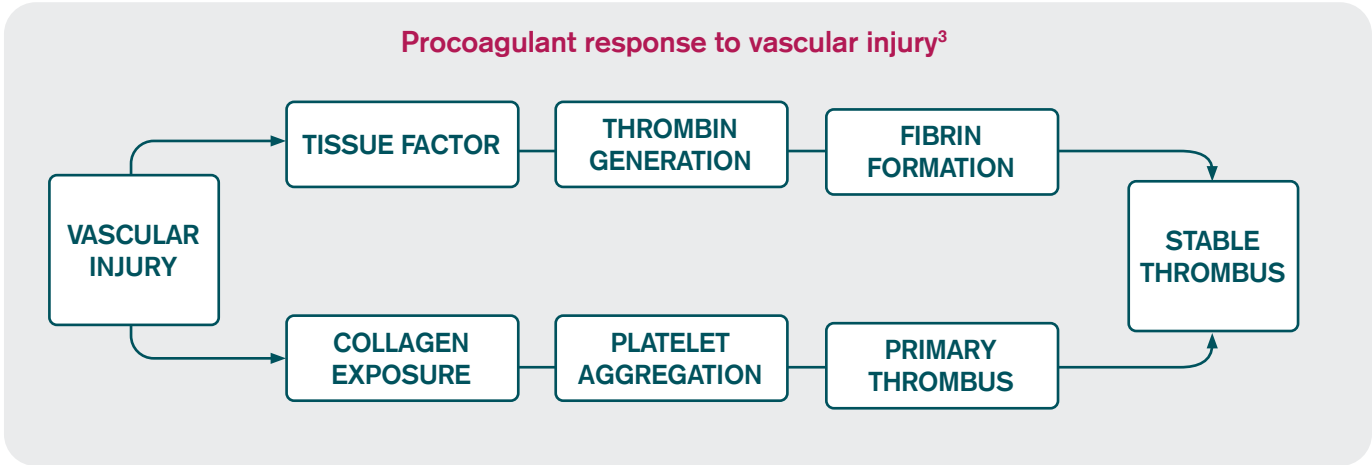 Procoagulant response to vascular injury³
VASCULAR
INJURY
TISSUE FACTOR
THROMBIN
GENERATION
FIBRIN
FORMATION
COLLAGEN
EXPOSURE
PLATELET
AGGREGATION
PRIMARY
THROMBUS
STABLE
THROMBUS